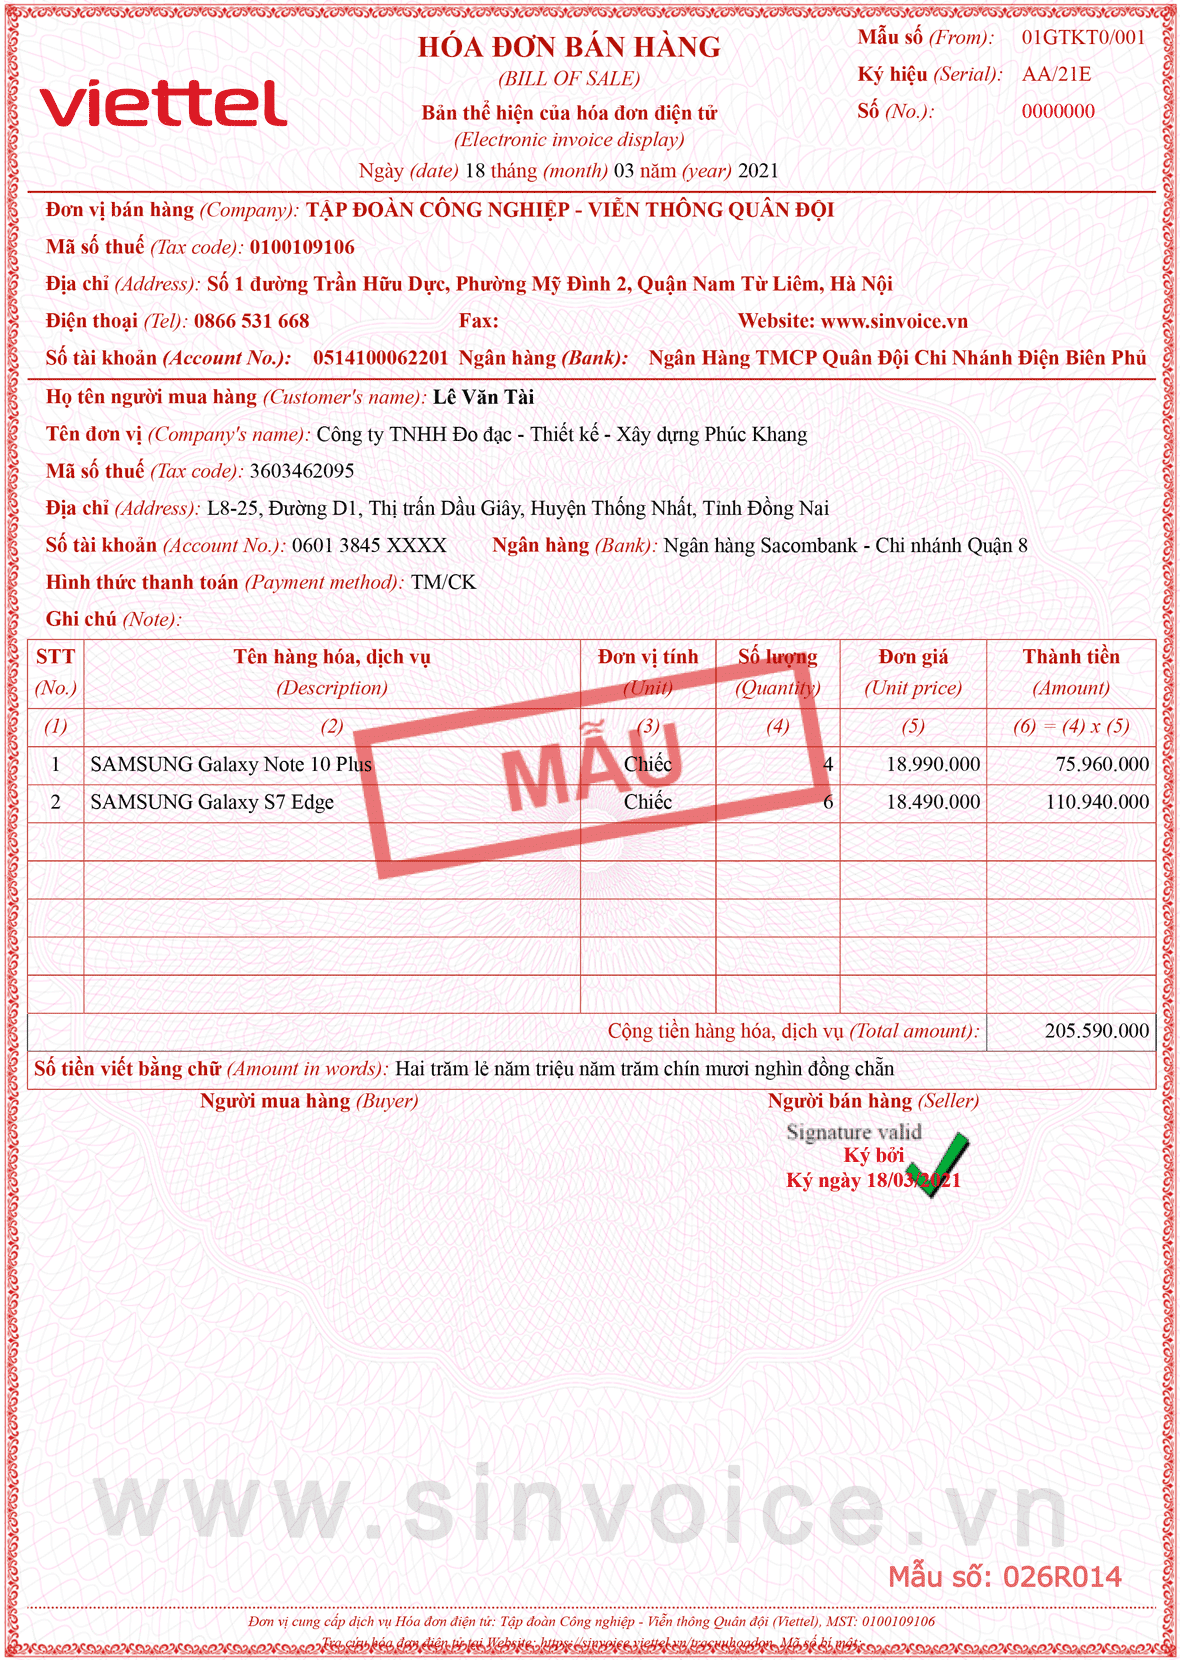 viettel
HÓA ĐƠN BÁN HÀNG
(BILL OF SALE)
Bản thể hiện của hóa đơn điện tử
(Electronic invoice display)
Ngày (date) 18 tháng (month) 03 năm (year) 2021
Mẫu số (From): 01GTKT0/001
Ký hiệu (Serial): AA/21E
Số (No.): 0000000
Đơn vị bán hàng (Company): TẬP ĐOÀN CÔNG NGHIỆP - VIỄN THÔNG QUÂN ĐỘI
Mã số thuế (Tax code): 0100109106
Địa chỉ (Address): Số 1 đường Trần Hữu Dực, Phường Mỹ Đình 2, Quận Nam Từ Liêm, Hà Nội
Điện thoại (Tel): 0866 531 668 Fax: Website: www.sinvoice.vn
Số tài khoản (Account No.): 0514100062201 Ngân hàng (Bank): Ngân Hàng TMCP Quân Đội Chi Nhánh Điện Biên Phủ
Họ tên người mua hàng (Customer's name): Lê Văn Tài
Tên đơn vị (Company's name): Công ty TNHH Đo đạc - Thiết kế - Xây dựng Phúc Khang
Mã số thuế (Tax code): 3603462095
Địa chỉ (Address): L8-25, Đường D1, Thị trấn Dầu Giây, Huyện Thống Nhất, Tỉnh Đồng Nai
Số tài khoản (Account No.): 0601 3845 XXXX Ngân hàng (Bank): Ngân hàng Sacombank - Chi nhánh Quận 8
Hình thức thanh toán (Payment method): TM/CK
Ghi chú (Note):
STT Tên hàng hóa, dịch vụ Đơn vị tính Số lượng Đơn giá Thành tiền
(No.) (Description) (Unit) (Quantity) (Unit price) (Amount)
(1) (2) (3) (4) (5) (6) = (4) x (5)
1 SAMSUNG Galaxy Note 10 Plus Chiếc 4 18.990.000 75.960.000
2 SAMSUNG Galaxy S7 Edge Chiếc 6 18.490.000 110.940.000
MẪU
Cộng tiền hàng hóa, dịch vụ (Total amount): 205.590.000
Số tiền viết bằng chữ (Amount in words): Hai trăm lẻ năm triệu năm trăm chín mươi nghìn đồng chẵn
Người mua hàng (Buyer) Người bán hàng (Seller)
Signature valid
Ký bởi
Ký ngày 18/03/2021
www.sinvoice.vn
Mẫu số: 026R014
Đơn vị cung cấp dịch vụ Hóa đơn điện tử: Tập đoàn Công nghiệp - Viễn thông Quân đội (Viettel), MST: 0100109106
Tra cứu hóa đơn điện tử tại Website: https://sinvoice.viettel.vn/tracuuhoadon. Mã số bí mật: